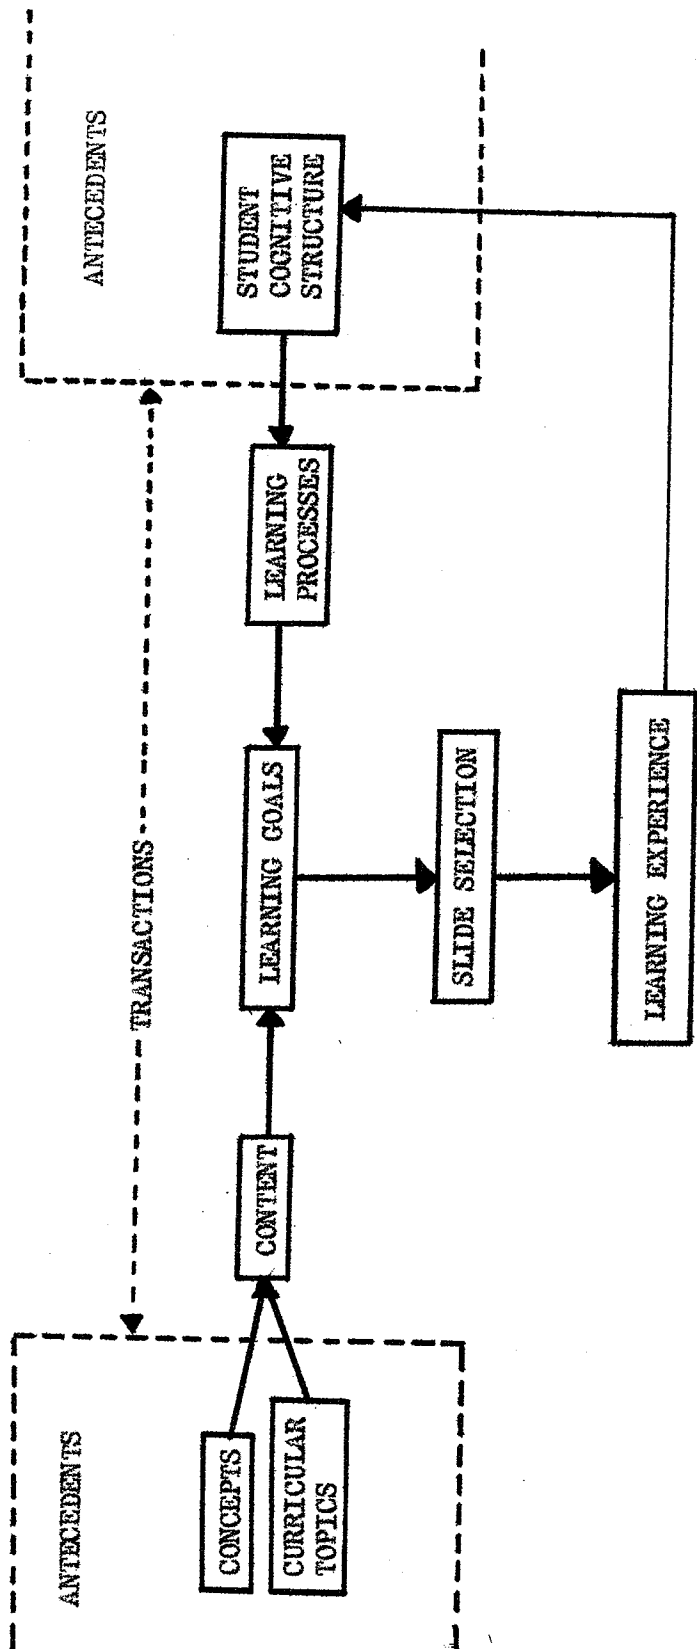 ANTECEDENTS
TRANSACTIONS
ANTECEDENTS
CONCEPTS
CURRICULAR
TOPICS
CONTENT
LEARNING GOALS
LEARNING
PROCESSES
STUDENT
COGNITIVE
STRUCTURE
SLIDE SELECTION
LEARNING EXPERIENCE